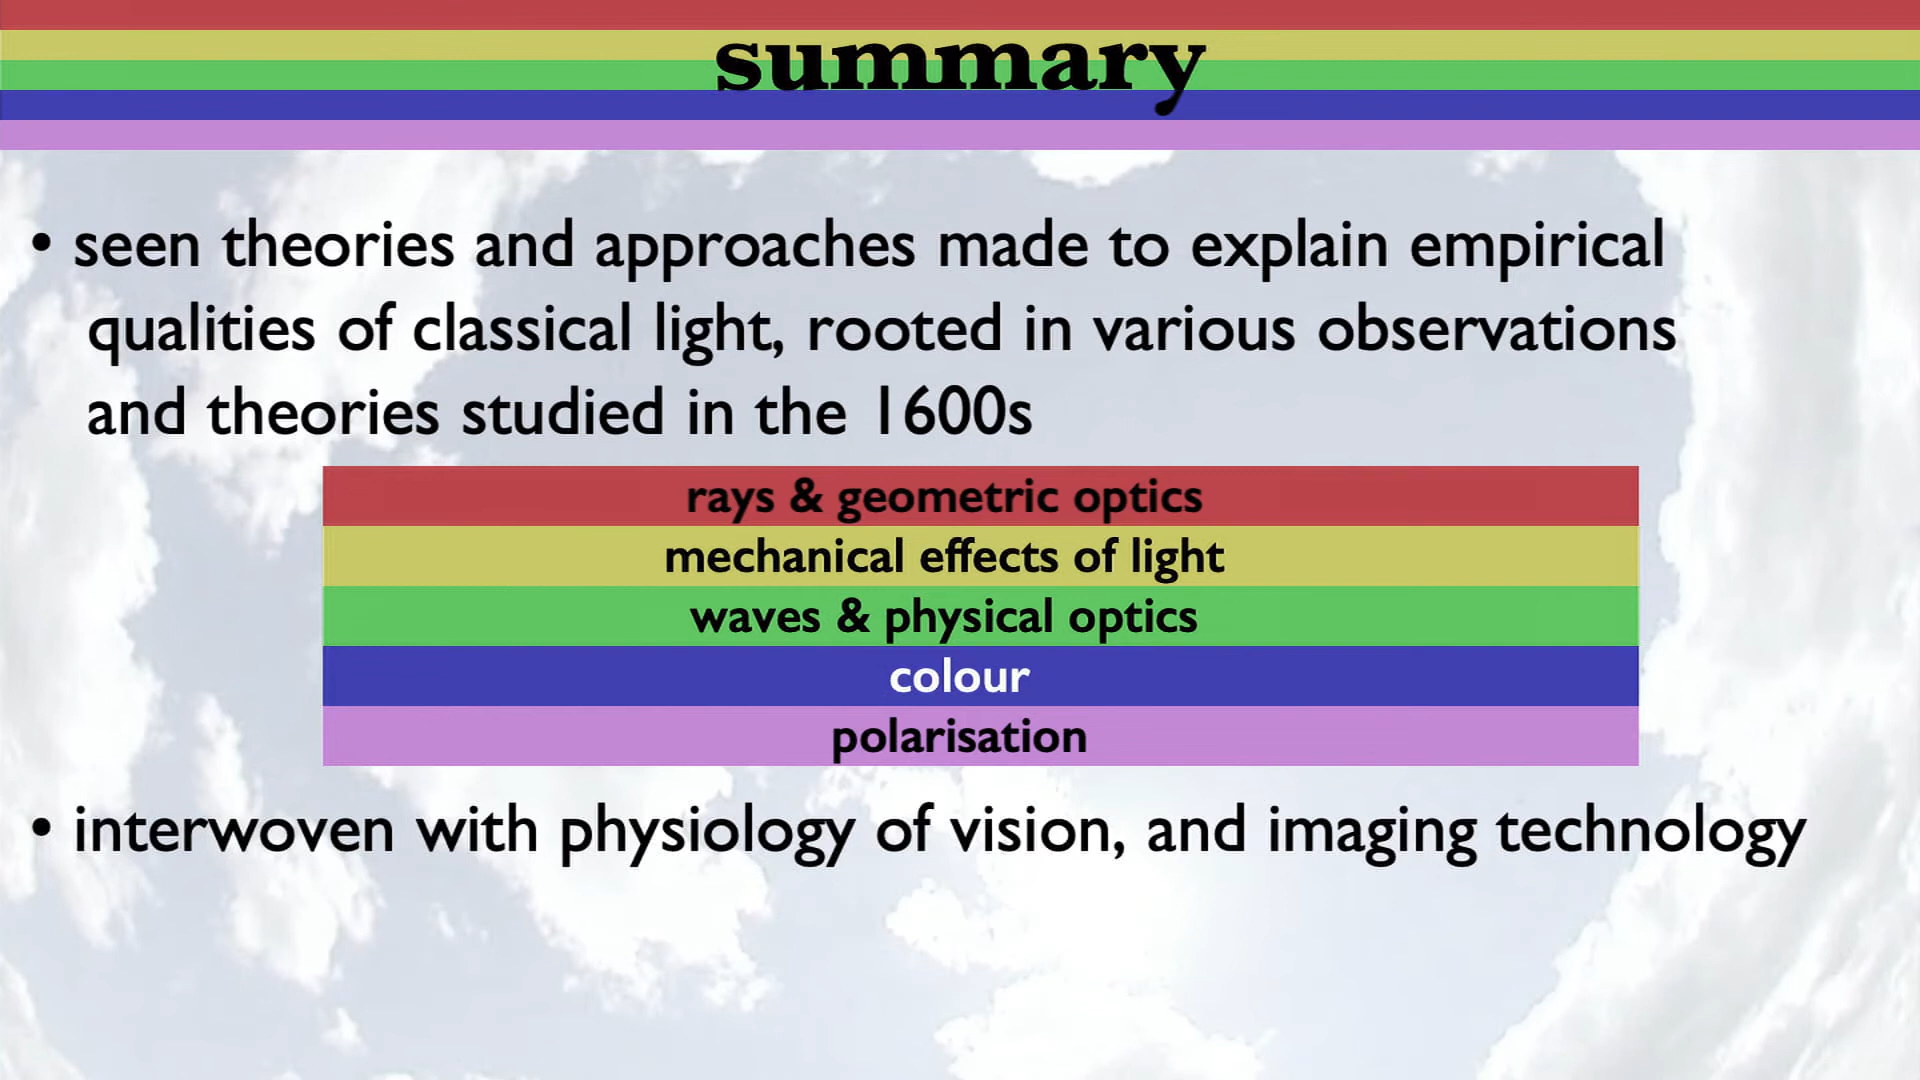 summary
• seen theories and approaches made to explain empirical
qualities of classical light, rooted in various observations
and theories studied in the 1600s
rays & geometric optics
mechanical effects of light
waves & physical optics
colour
polarisation
• interwoven with physiology of vision, and imaging technology